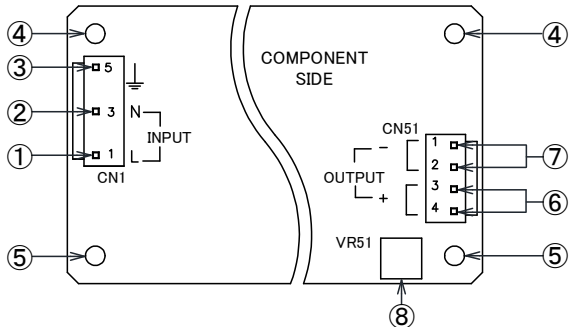 ④
④
③
5
COMPONENT
SIDE
②
3
N
INPUT
CN51
①
1
L
CN1
1
－
2
⑦
OUTPUT
3
＋
4
⑥
VR51
⑤
⑤
⑧